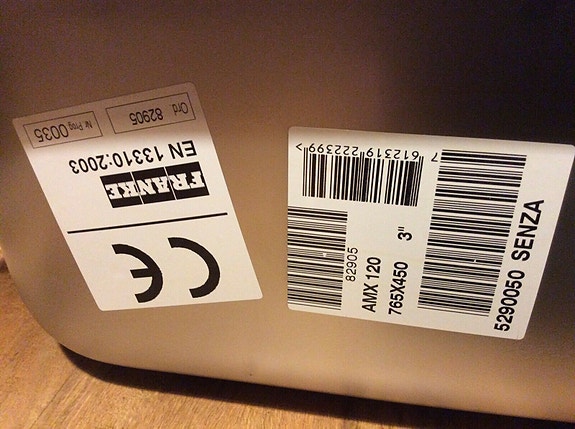 Ord. 82905
Nr Prog 0035
EN 13310:2003
FRANKE
CE
7 612319 222399 >
82905
AMX 120
765X450 3"
5290050 SENZA